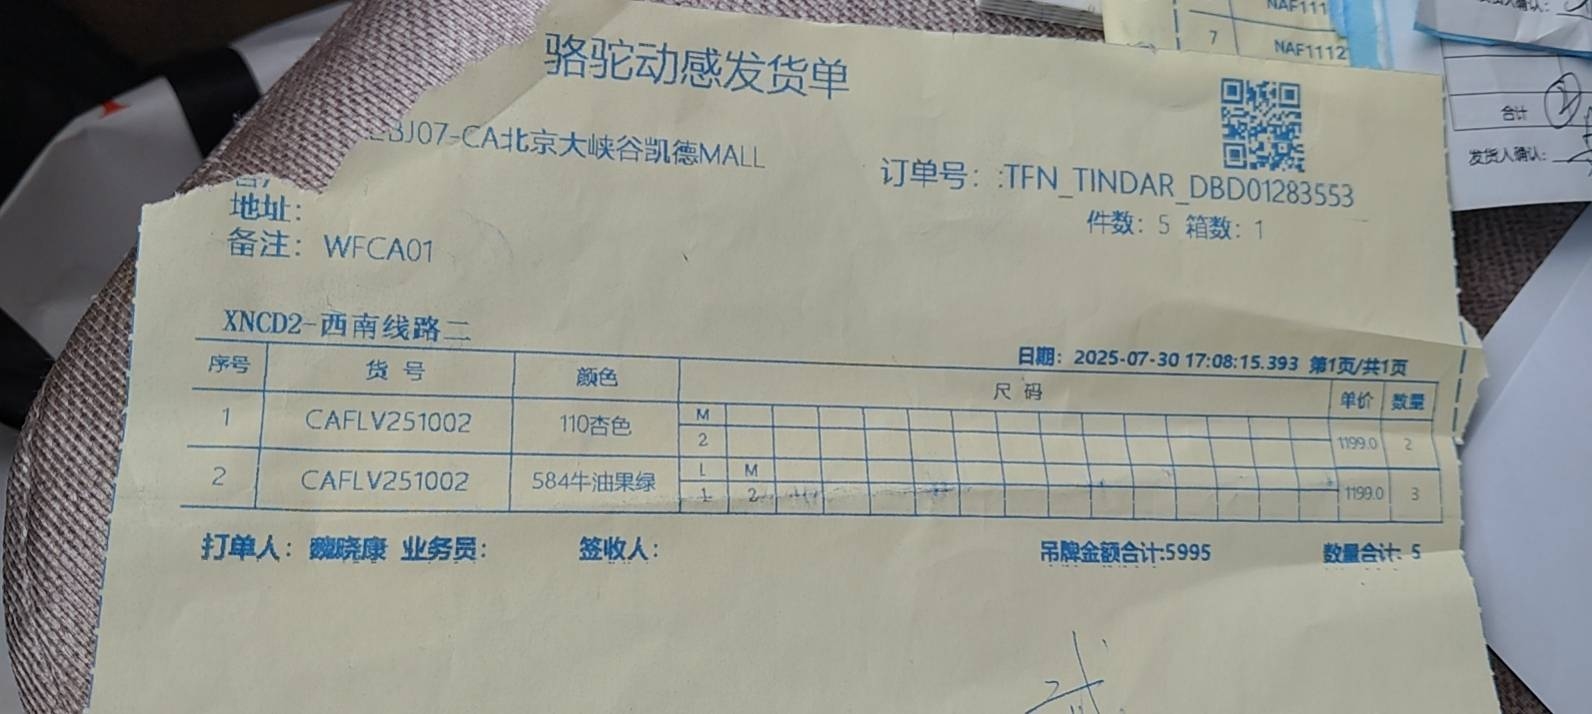 NAF111
7 NAF1112
骆驼动感发货单
BJ07-CA北京大峡谷凯德MALL
订单号: :TFN_TINDAR_DBD01283553
件数: 5 箱数: 1
地址:
备注: WFCA01
合计
发货人确认:
XNCD2-西南线路二
日期: 2025-07-30 17:08:15.393 第1页/共1页
序号 货号 颜色 尺码 单价 数量
1 CAFLV251002 110杏色 M 1199.0 2
2
2 CAFLV251002 584牛油果绿 L M 1199.0 3
1 2
打单人: 魏晓康 业务员: 签收人: 吊牌金额合计:5995 数量合计: 5